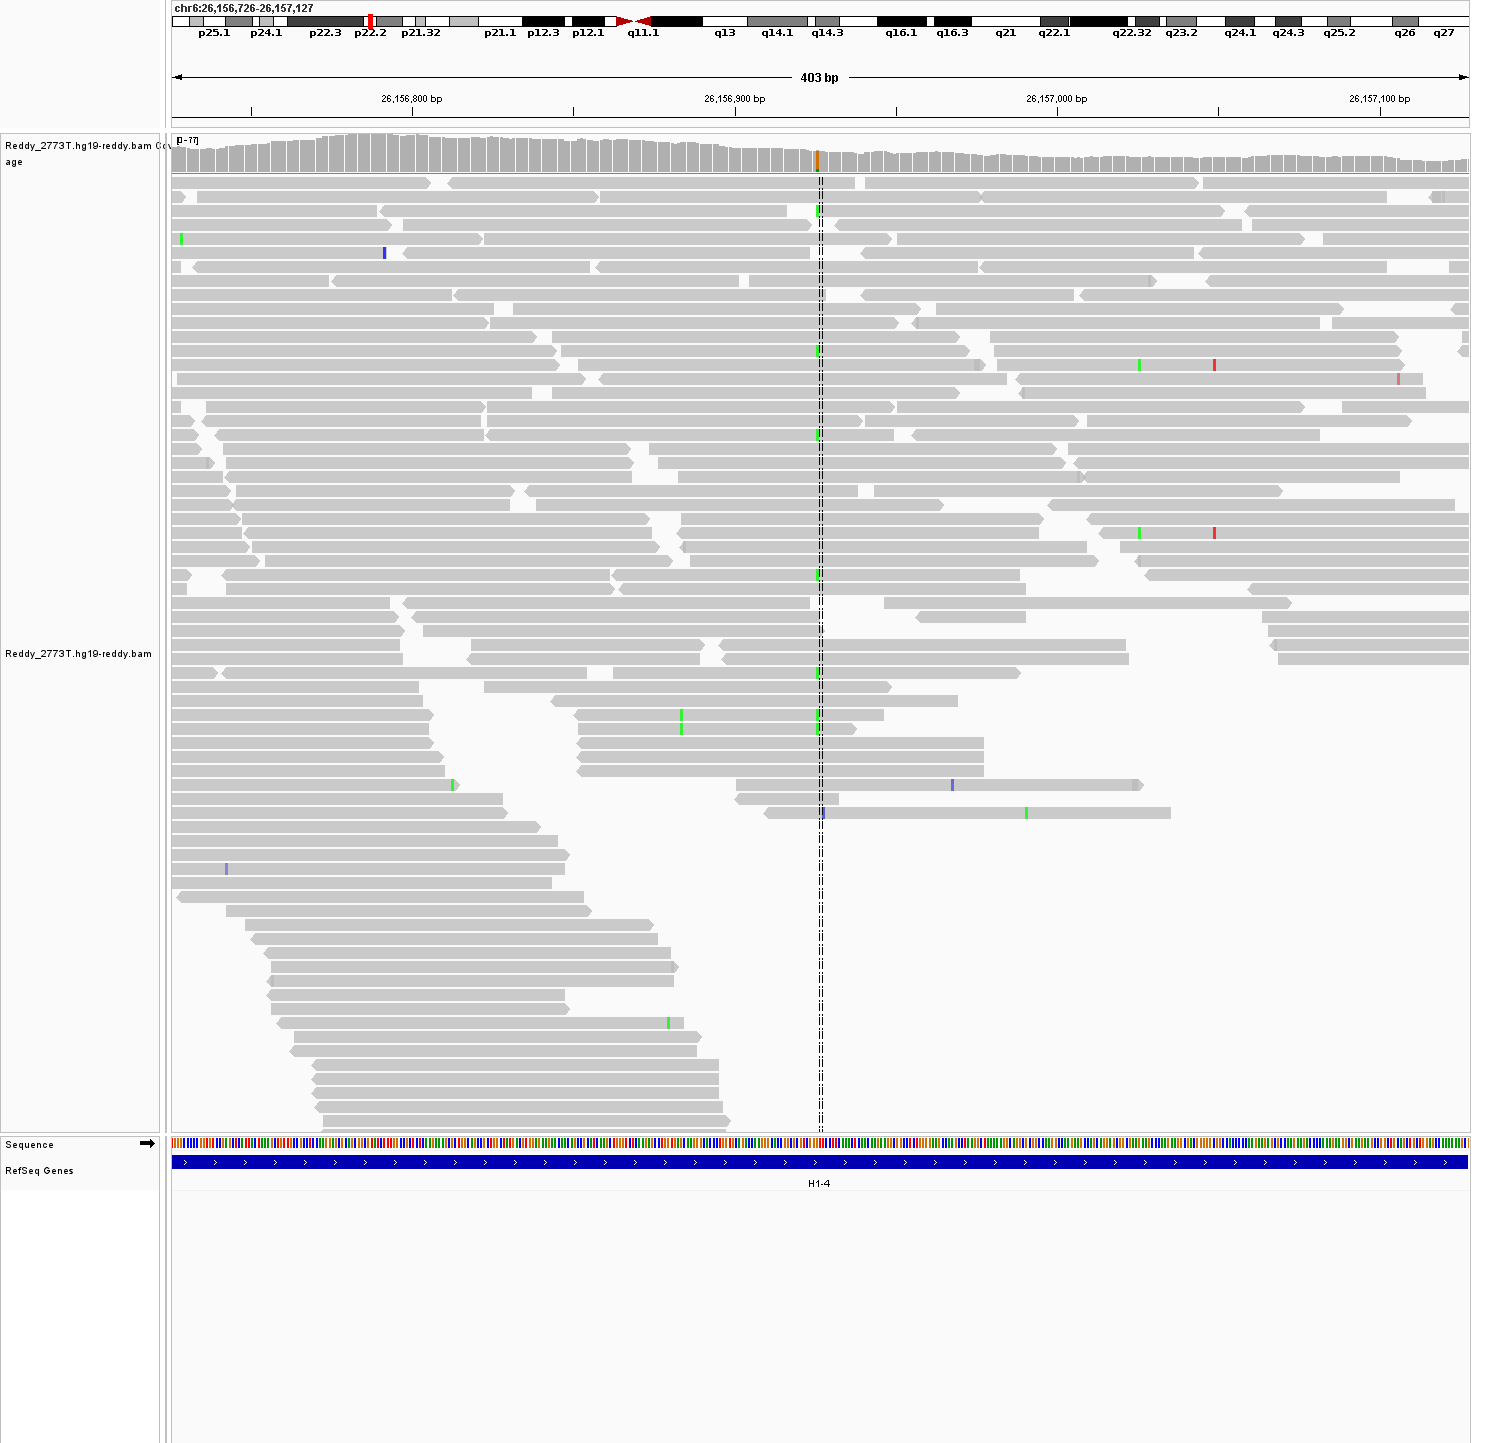 chr6:26,156,726-26,157,127
p25.1 p24.1 p22.3 p22.2 p21.32 p21.1 p12.3 p12.1 q11.1 q13 q14.1 q14.3 q16.1 q16.3 q21 q22.1 q22.32 q23.2 q24.1 q24.3 q25.2 q26 q27
403 bp
26,156,800 bp 26,156,900 bp 26,157,000 bp 26,157,100 bp
[0-77]
Reddy_2773T.hg19-reddy.bam Cov
age
Reddy_2773T.hg19-reddy.bam
Sequence
RefSeq Genes
H1-4